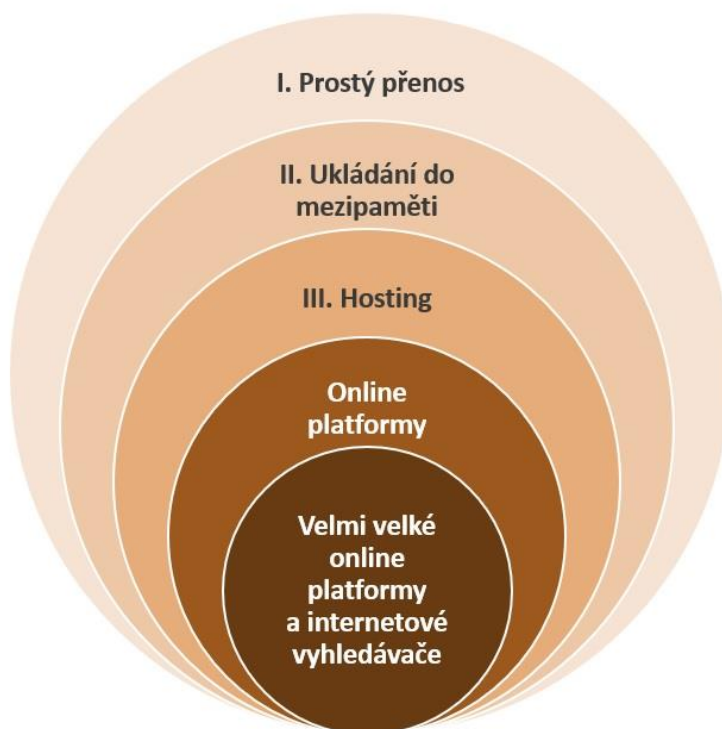 I. Prostý přenos
II. Ukládání do
mezipaměti
III. Hosting
Online
platformy
Velmi velké
online
platformy
a internetové
vyhledávače